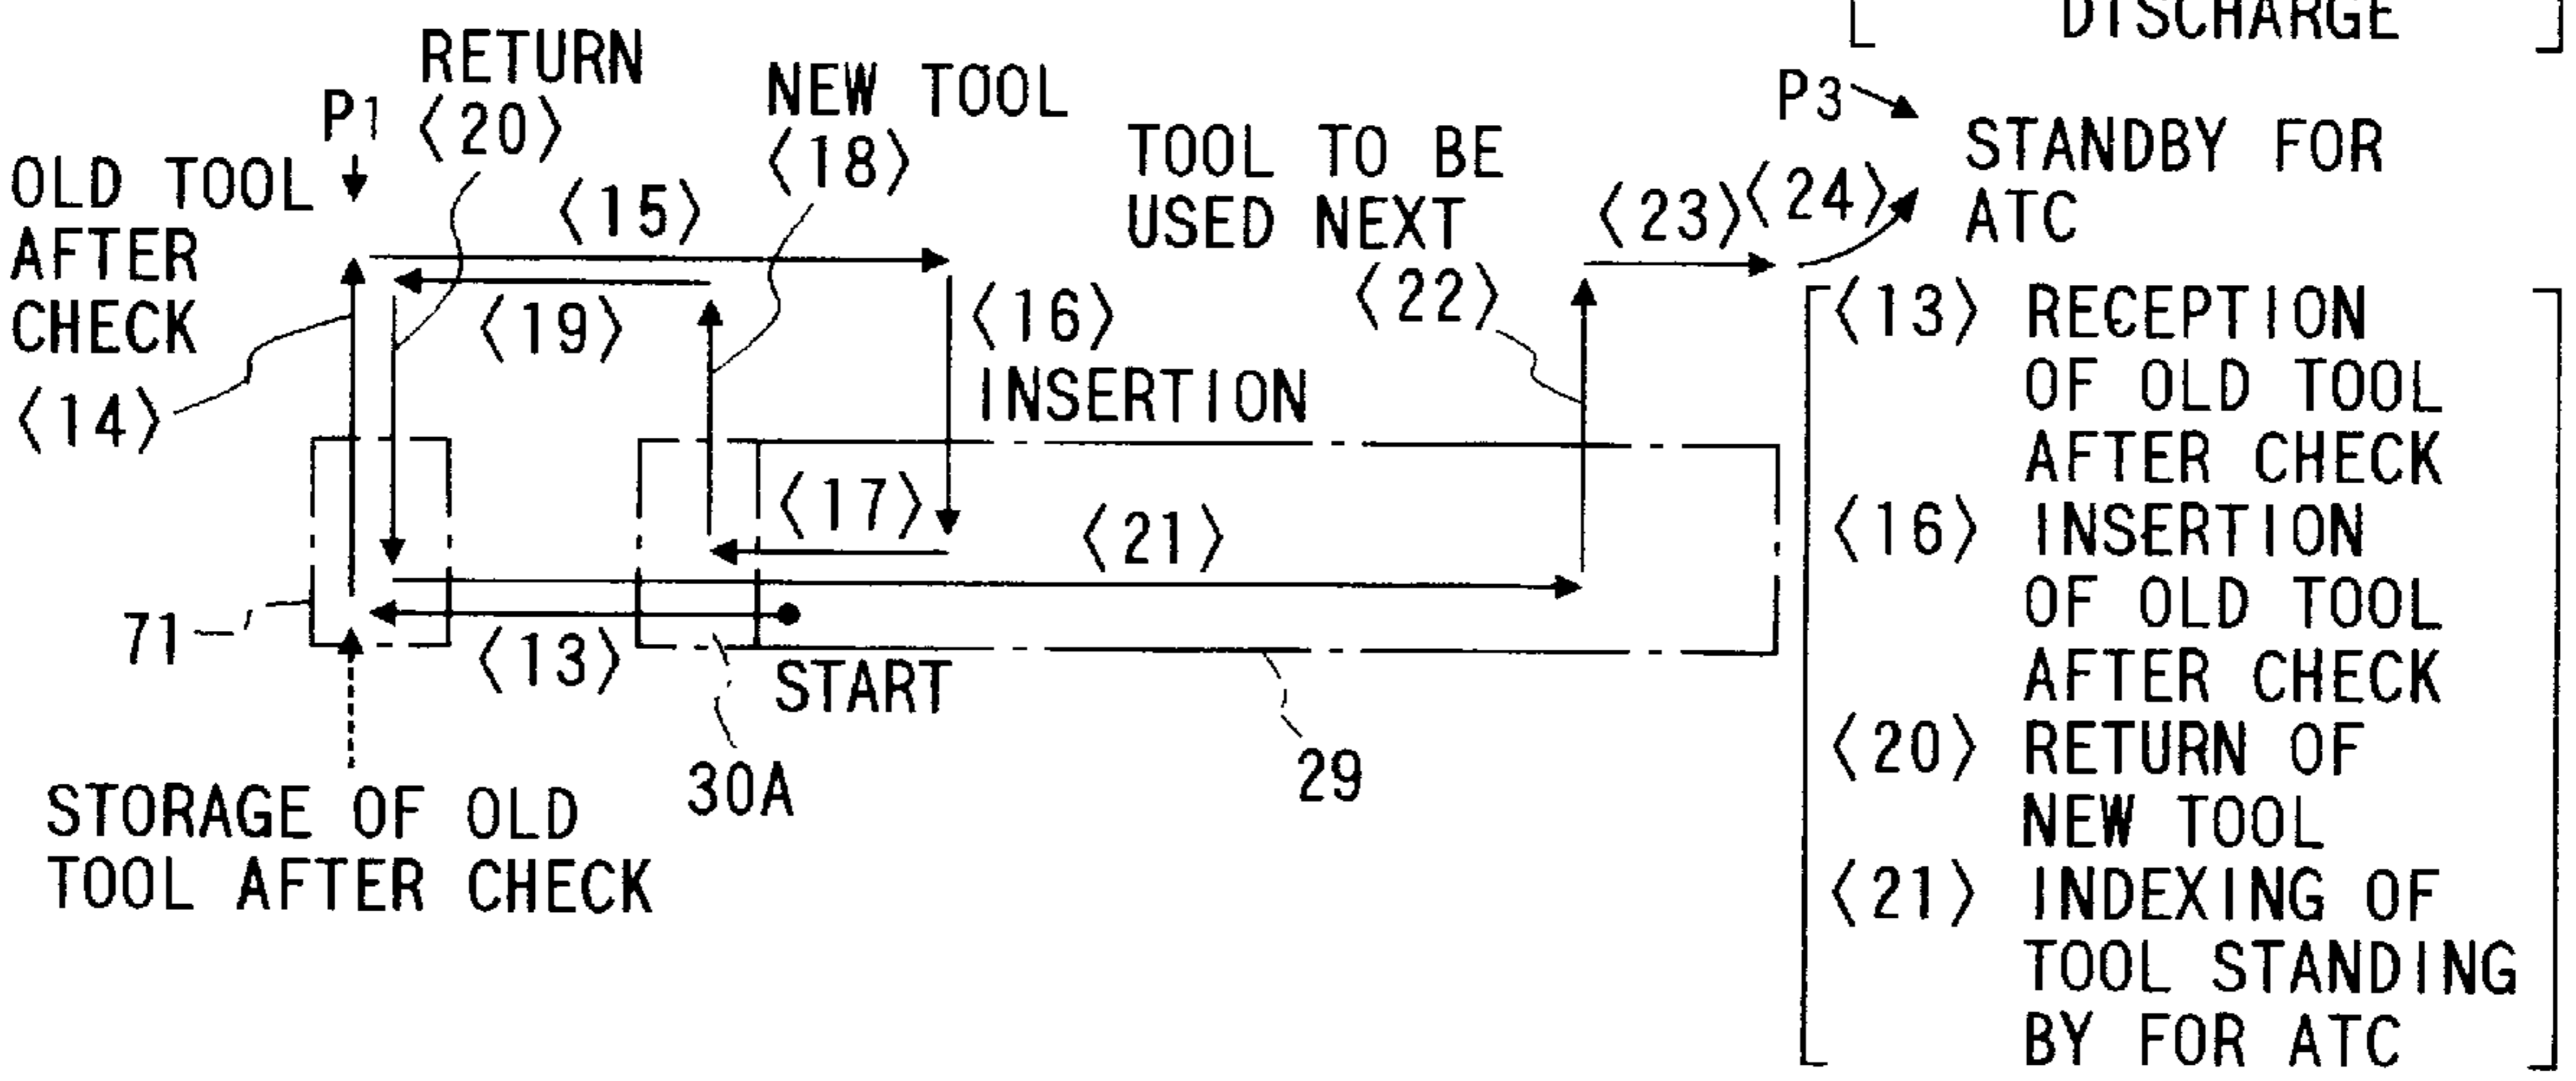 DISCHARGE
RETURN
⟨20⟩
P1
NEW TOOL
⟨18⟩
P3
OLD TOOL
AFTER
CHECK
⟨14⟩
⟨15⟩
TOOL TO BE
USED NEXT
⟨22⟩
⟨23⟩
⟨24⟩
STANDBY FOR
ATC
⟨19⟩
⟨16⟩
INSERTION
⟨17⟩
⟨21⟩
71
⟨13⟩
START
30A
29
STORAGE OF OLD
TOOL AFTER CHECK
⟨13⟩ RECEPTION
OF OLD TOOL
AFTER CHECK
⟨16⟩ INSERTION
OF OLD TOOL
AFTER CHECK
⟨20⟩ RETURN OF
NEW TOOL
⟨21⟩ INDEXING OF
TOOL STANDING
BY FOR ATC